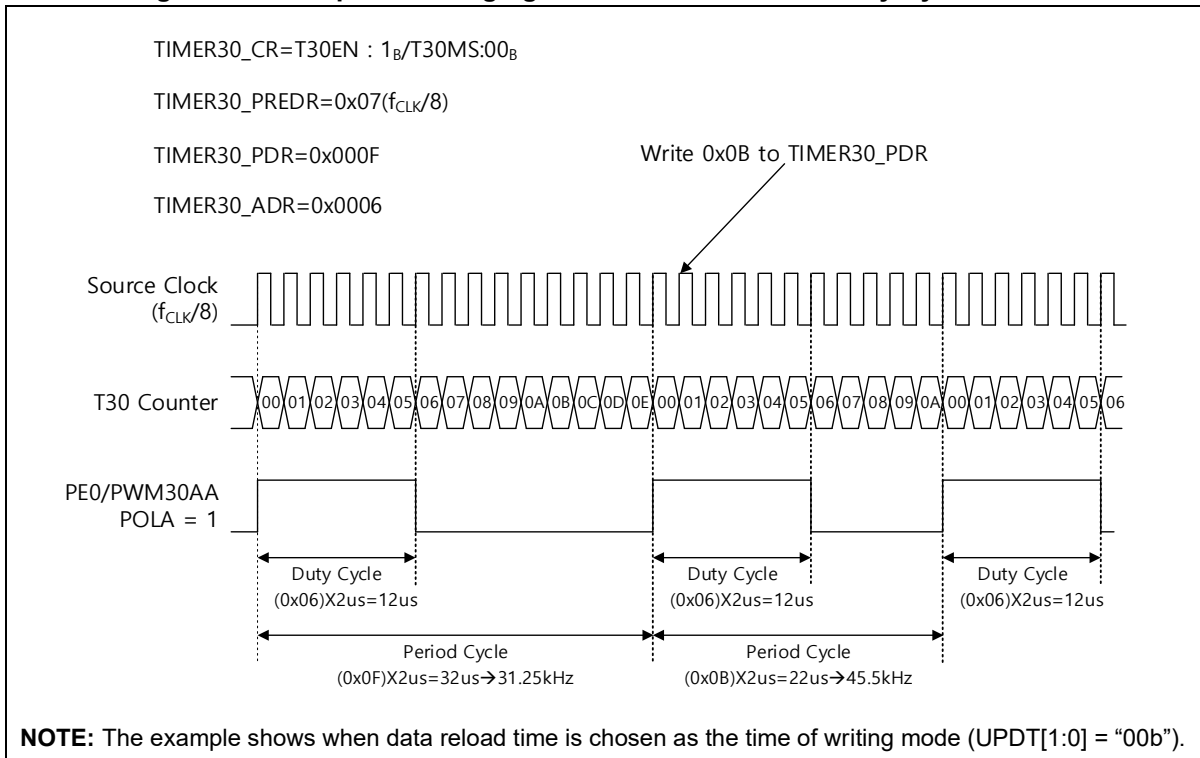 TIMER30_CR=T30EN : 1B/T30MS:00B
TIMER30_PREDR=0x07(fCLK/8)
TIMER30_PDR=0x000F
Write 0x0B to TIMER30_PDR
TIMER30_ADR=0x0006
Source Clock
(fCLK/8)
T30 Counter
00 01 02 03 04 05 06 07 08 09 0A 0B 0C 0D 0E 00 01 02 03 04 05 06 07 08 09 0A 00 01 02 03 04 05 06
PE0/PWM30AA
POLA = 1
Duty Cycle
(0x06)X2us=12us
Duty Cycle
(0x06)X2us=12us
Duty Cycle
(0x06)X2us=12us
Period Cycle
(0x0F)X2us=32us→31.25kHz
Period Cycle
(0x0B)X2us=22us→45.5kHz
NOTE: The example shows when data reload time is chosen as the time of writing mode (UPDT[1:0] = “00b”).